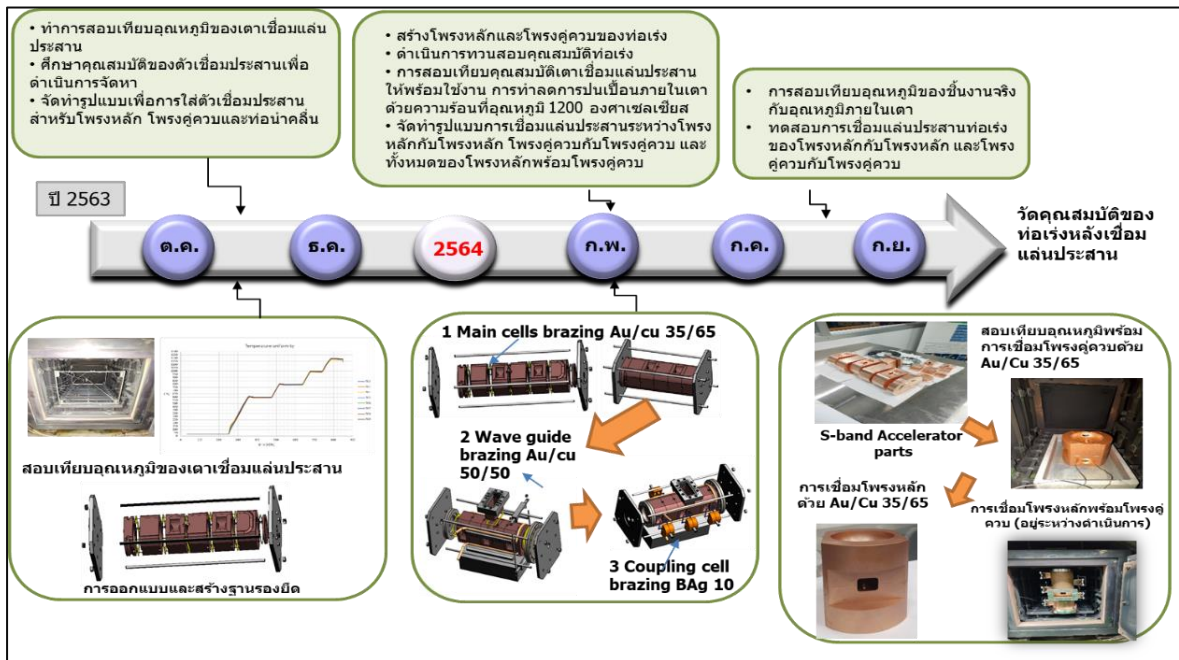 • ทำการสอบเทียบอุณหภูมิของเตาเชื่อมแล่น
ประสาน
• ศึกษาคุณสมบัติของตัวเชื่อมประสานเพื่อ
ดำเนินการจัดหา
• จัดทำรูปแบบเพื่อการใส่ตัวเชื่อมประสาน
สำหรับโพรงหลัก โพรงคู่ควบและท่อนำคลื่น
• สร้างโพรงหลักและโพรงคู่ควบของท่อเร่ง
• ดำเนินการทวนสอบคุณสมบัติท่อเร่ง
• การสอบเทียบคุณสมบัติเตาเชื่อมแล่นประสาน
ให้พร้อมใช้งาน การทำลดการปนเปื้อนภายในเตา
ด้วยความร้อนที่อุณหภูมิ 1200 องศาเซลเซียส
• จัดทำรูปแบบการเชื่อมแล่นประสานระหว่างโพรง
หลักกับโพรงหลัก โพรงคู่ควบกับโพรงคู่ควบ และ
ทั้งหมดของโพรงหลักพร้อมโพรงคู่ควบ
• การสอบเทียบอุณหภูมิของชิ้นงานจริง
กับอุณหภูมิภายในเตา
• ทดสอบการเชื่อมแล่นประสานท่อเร่ง
ของโพรงหลักกับโพรงหลัก และโพรง
คู่ควบกับโพรงคู่ควบ
ปี 2563
ต.ค.
ธ.ค.
2564
ก.พ.
ก.ค.
ก.ย.
วัดคุณสมบัติของ
ท่อเร่งหลังเชื่อม
แล่นประสาน
Temperature uniformity
สอบเทียบอุณหภูมิของเตาเชื่อมแล่นประสาน
การออกแบบและสร้างฐานรองยึด
1 Main cells brazing Au/cu 35/65
2 Wave guide
brazing Au/cu
50/50
3 Coupling cell
brazing BAg 10
สอบเทียบอุณหภูมิพร้อม
การเชื่อมโพรงคู่ควบด้วย
Au/Cu 35/65
S-band Accelerator
parts
การเชื่อมโพรงหลัก
ด้วย Au/Cu 35/65
การเชื่อมโพรงหลักพร้อมโพรงคู่
ควบ (อยู่ระหว่างดำเนินการ)